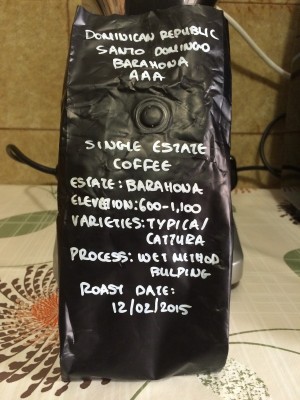 DOMINICAN REPUBLIC
SANTO DOMINGO
BARAHONA
AAA
SINGLE ESTATE
COFFEE
ESTATE: BARAHONA
ELEVATION: 600-1,100
VARIETIES: TYPICA/
CATTURA
PROCESS: WET METHOD
PULPING
ROAST DATE:
12/02/2015